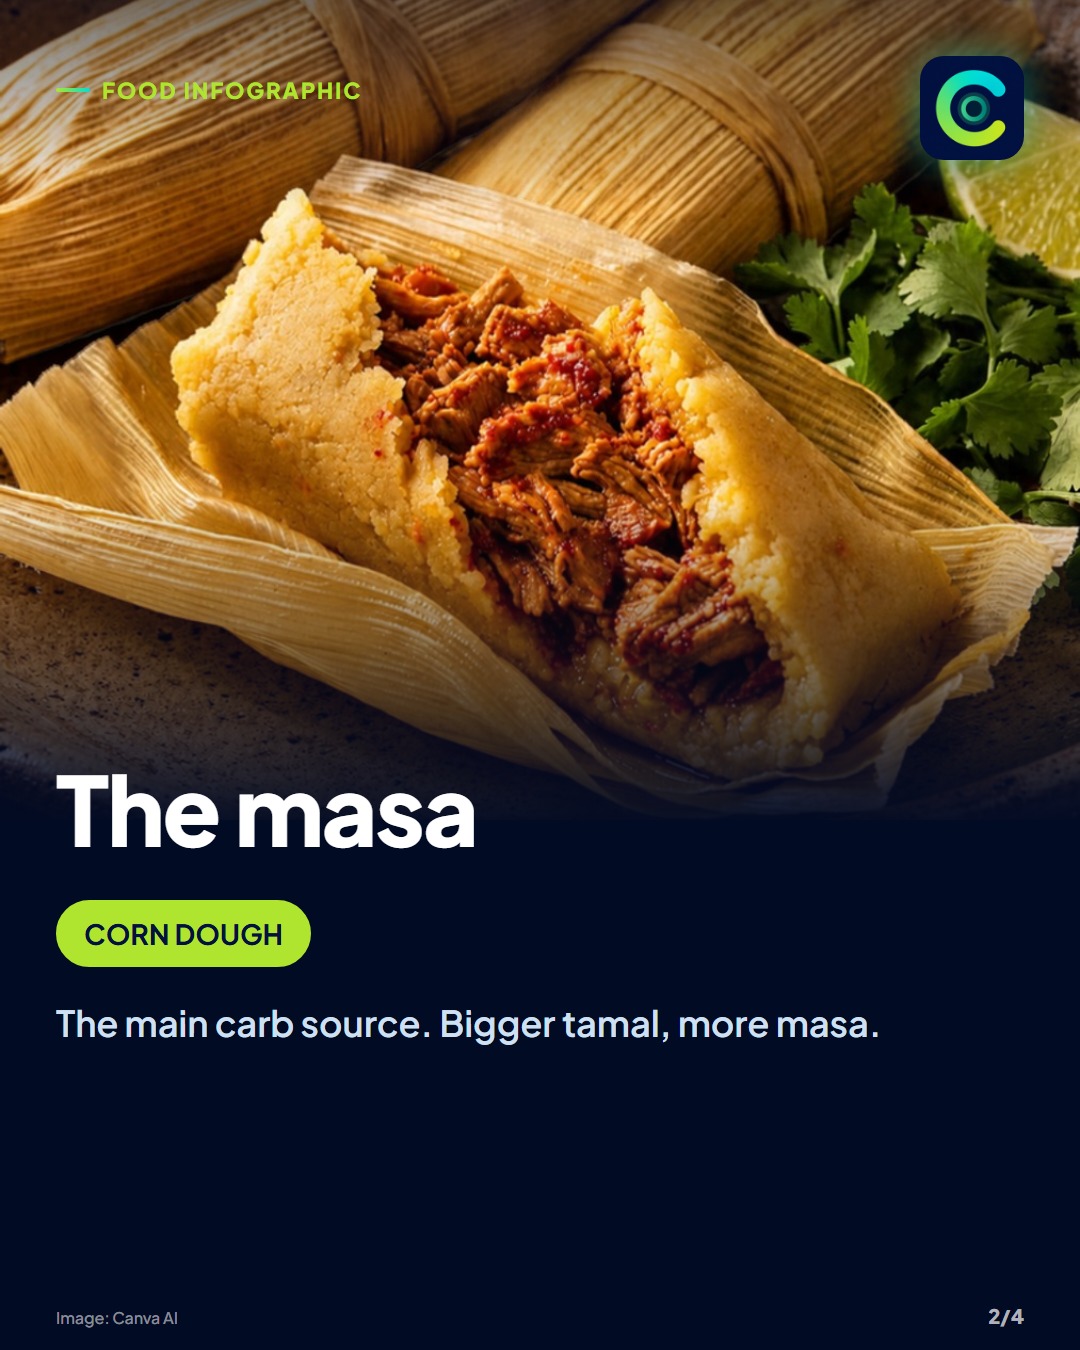 FOOD INFOGRAPHIC
The masa
CORN DOUGH
The main carb source. Bigger tamal, more masa.
Image: Canva AI
2/4